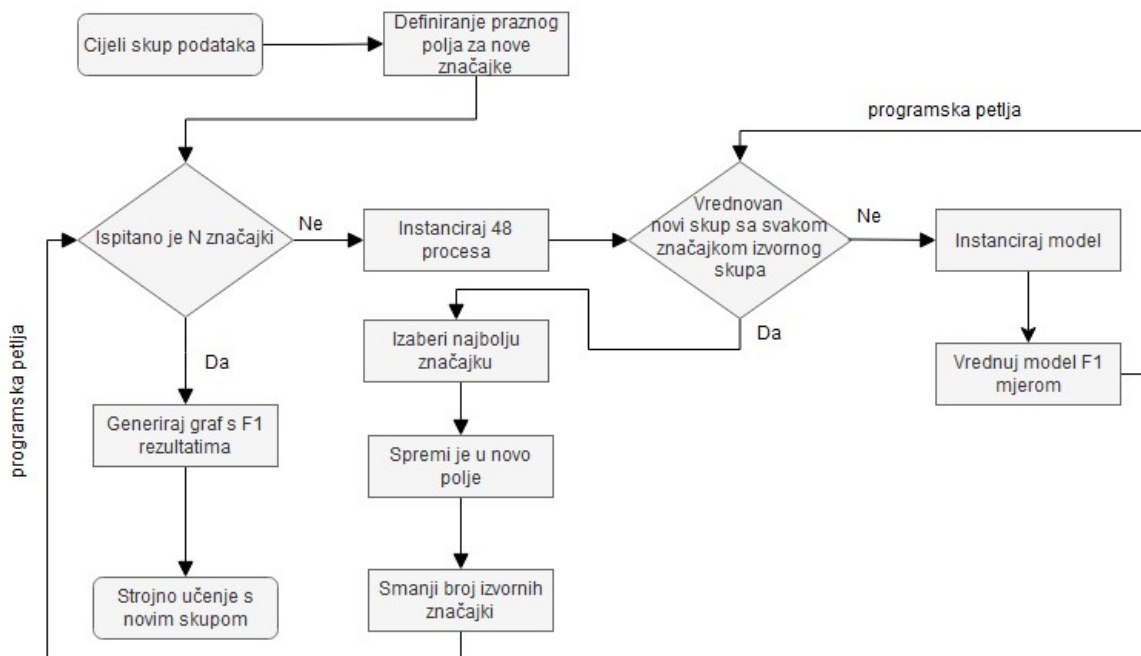 Cijeli skup podataka
Definiranje praznog
polja za nove
značajke
programska petlja
Ispitano je N značajki
Ne
Instanciraj 48
procesa
Vrednovan
novi skup sa svakom
značajkom izvornog
skupa
Ne
Instanciraj model
Da
Izaberi najbolju
značajku
Da
Vrednuj model F1
mjerom
programska petlja
Generiraj graf s F1
rezultatima
Spremi je u novo
polje
Strojno učenje s
novim skupom
Smanji broj izvornih
značajki